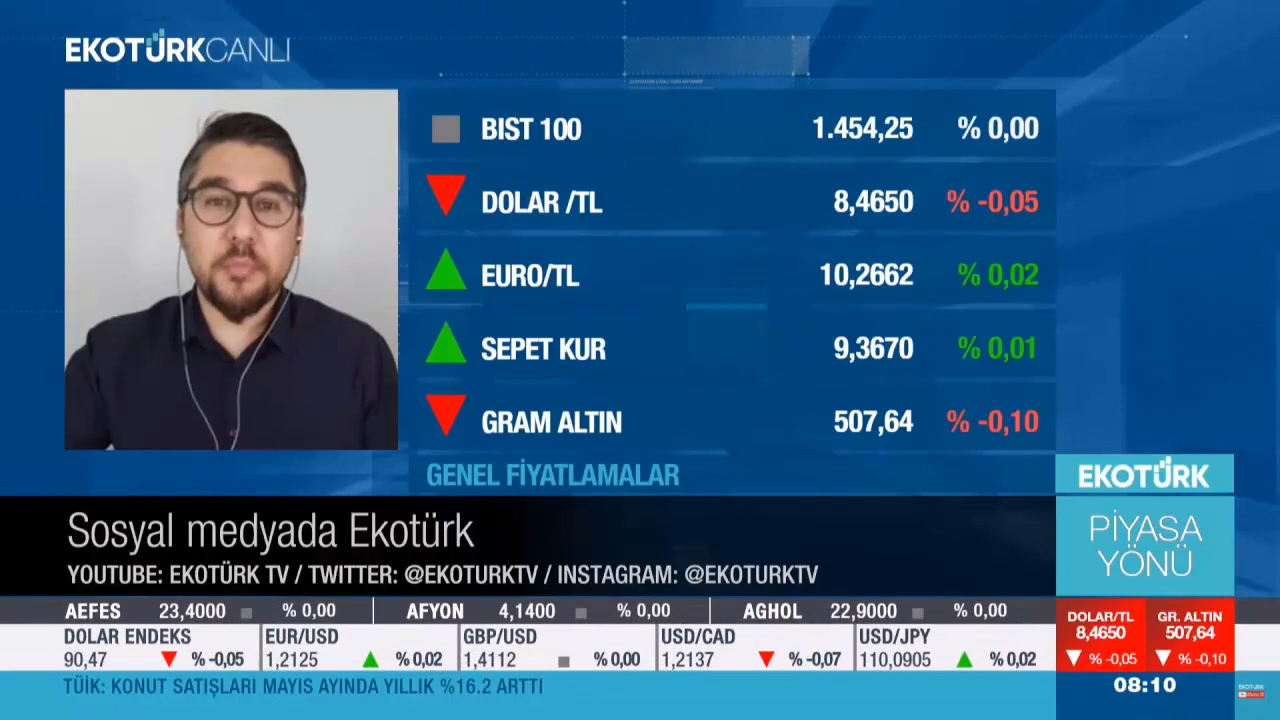 EKOTÜRKCANLI
BIST 100 1.454,25 % 0,00
DOLAR /TL 8,4650 % -0,05
EURO/TL 10,2662 % 0,02
SEPET KUR 9,3670 % 0,01
GRAM ALTIN 507,64 % -0,10
GENEL FİYATLAMALAR
EKOTÜRK
PİYASA
YÖNÜ
Sosyal medyada Ekotürk
YOUTUBE: EKOTÜRK TV / TWITTER: @EKOTURKTV / INSTAGRAM: @EKOTURKTV
AEFES 23,4000 % 0,00 AFYON 4,1400 % 0,00 AGHOL 22,9000 % 0,00
DOLAR ENDEKS EUR/USD GBP/USD USD/CAD USD/JPY
90,47 % -0,05 1,2125 % 0,02 1,4112 % 0,00 1,2137 % -0,07 110,0905 % 0,02
DOLAR/TL GR. ALTIN
8,4650 507,64
% -0,05 % -0,10
TÜİK: KONUT SATIŞLARI MAYIS AYINDA YILLIK %16.2 ARTTI
08:10
EKOTÜRK